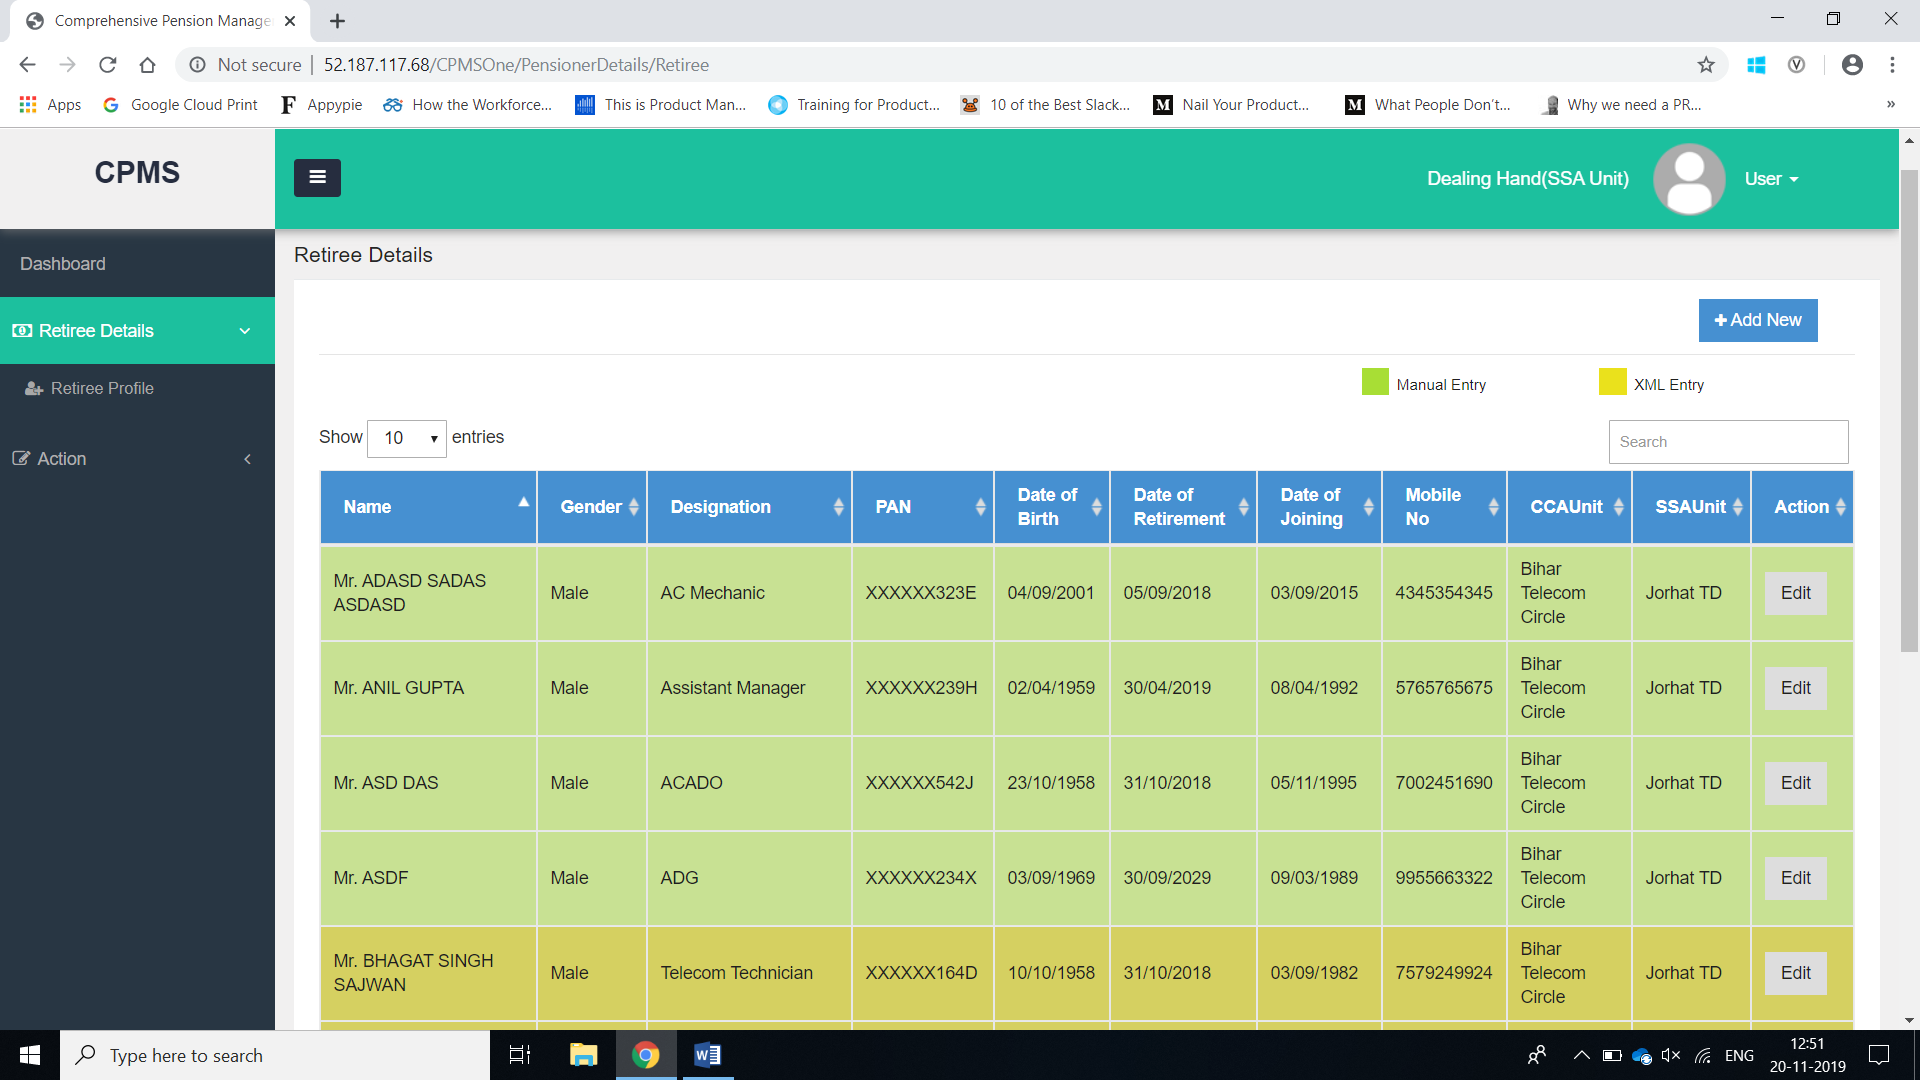 Comprehensive Pension Manage
Not secure | 52.187.117.68/CPMSOne/PensionerDetails/Retiree
Apps Google Cloud Print Appypie How the Workforce... This is Product Man... Training for Product... 10 of the Best Slack... Nail Your Product... What People Don't... Why we need a PR... »
CPMS
Dealing Hand(SSA Unit) User
Dashboard
Retiree Details
Retiree Profile
Action
Retiree Details
+ Add New
Manual Entry XML Entry
Show 10 entries Search
Name Gender Designation PAN Date of Birth Date of Retirement Date of Joining Mobile No CCAUnit SSAUnit Action
Mr. ADASD SADAS ASDASD Male AC Mechanic XXXXXX323E 04/09/2001 05/09/2018 03/09/2015 4345354345 Bihar Telecom Circle Jorhat TD Edit
Mr. ANIL GUPTA Male Assistant Manager XXXXXX239H 02/04/1959 30/04/2019 08/04/1992 5765765675 Bihar Telecom Circle Jorhat TD Edit
Mr. ASD DAS Male ACADO XXXXXX542J 23/10/1958 31/10/2018 05/11/1995 7002451690 Bihar Telecom Circle Jorhat TD Edit
Mr. ASDF Male ADG XXXXXX234X 03/09/1969 30/09/2029 09/03/1989 9955663322 Bihar Telecom Circle Jorhat TD Edit
Mr. BHAGAT SINGH SAJWAN Male Telecom Technician XXXXXX164D 10/10/1958 31/10/2018 03/09/1982 7579249924 Bihar Telecom Circle Jorhat TD Edit
Type here to search
ENG
12:51
20-11-2019